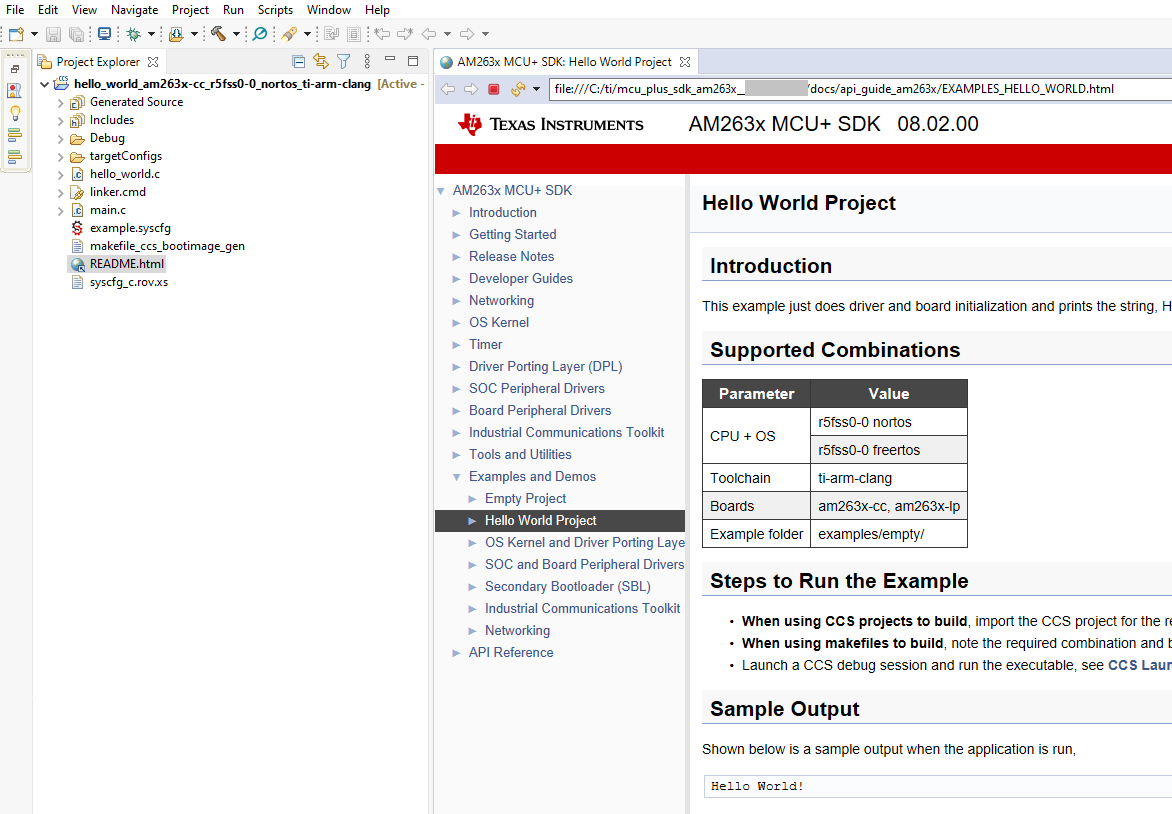 File Edit View Navigate Project Run Scripts Window Help
Project Explorer
hello_world_am263x-cc_r5fss0-0_nortos_ti-arm-clang [Active -
Generated Source
Includes
Debug
targetConfigs
hello_world.c
linker.cmd
main.c
example.syscfg
makefile_ccs_bootimage_gen
README.html
syscfg_c.rov.xs
AM263x MCU+ SDK: Hello World Project
file:///C:/ti/mcu_plus_sdk_am263x_ /docs/api_guide_am263x/EXAMPLES_HELLO_WORLD.html
TEXAS INSTRUMENTS
AM263x MCU+ SDK 08.02.00
AM263x MCU+ SDK
Introduction
Getting Started
Release Notes
Developer Guides
Networking
OS Kernel
Timer
Driver Porting Layer (DPL)
SOC Peripheral Drivers
Board Peripheral Drivers
Industrial Communications Toolkit
Tools and Utilities
Examples and Demos
Empty Project
Hello World Project
OS Kernel and Driver Porting Laye
SOC and Board Peripheral Drivers
Secondary Bootloader (SBL)
Industrial Communications Toolkit
Networking
API Reference
Hello World Project
Introduction
This example just does driver and board initialization and prints the string, H
Supported Combinations
Parameter Value
CPU + OS
r5fss0-0 nortos
r5fss0-0 freertos
Toolchain ti-arm-clang
Boards am263x-cc, am263x-lp
Example folder examples/empty/
Steps to Run the Example
• When using CCS projects to build, import the CCS project for the re
• When using makefiles to build, note the required combination and b
• Launch a CCS debug session and run the executable, see CCS Laun
Sample Output
Shown below is a sample output when the application is run,
Hello World!